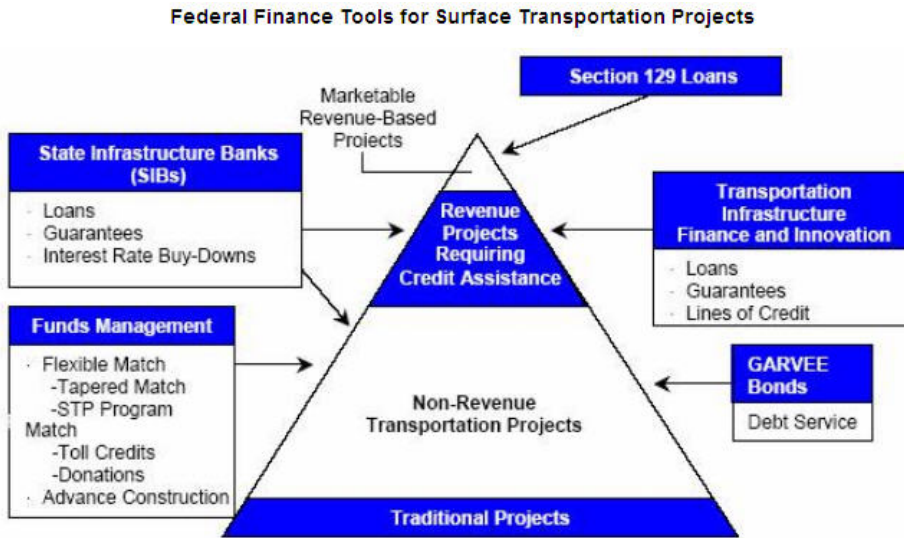 Federal Finance Tools for Surface Transportation Projects
Section 129 Loans
Marketable
Revenue-Based
Projects
State Infrastructure Banks
(SIBs)
· Loans
· Guarantees
· Interest Rate Buy-Downs
Revenue
Projects
Requiring
Credit Assistance
Transportation
Infrastructure
Finance and Innovation
· Loans
· Guarantees
· Lines of Credit
Funds Management
· Flexible Match
-Tapered Match
-STP Program
Match
-Toll Credits
-Donations
· Advance Construction
Non-Revenue
Transportation Projects
GARVEE
Bonds
Debt Service
Traditional Projects